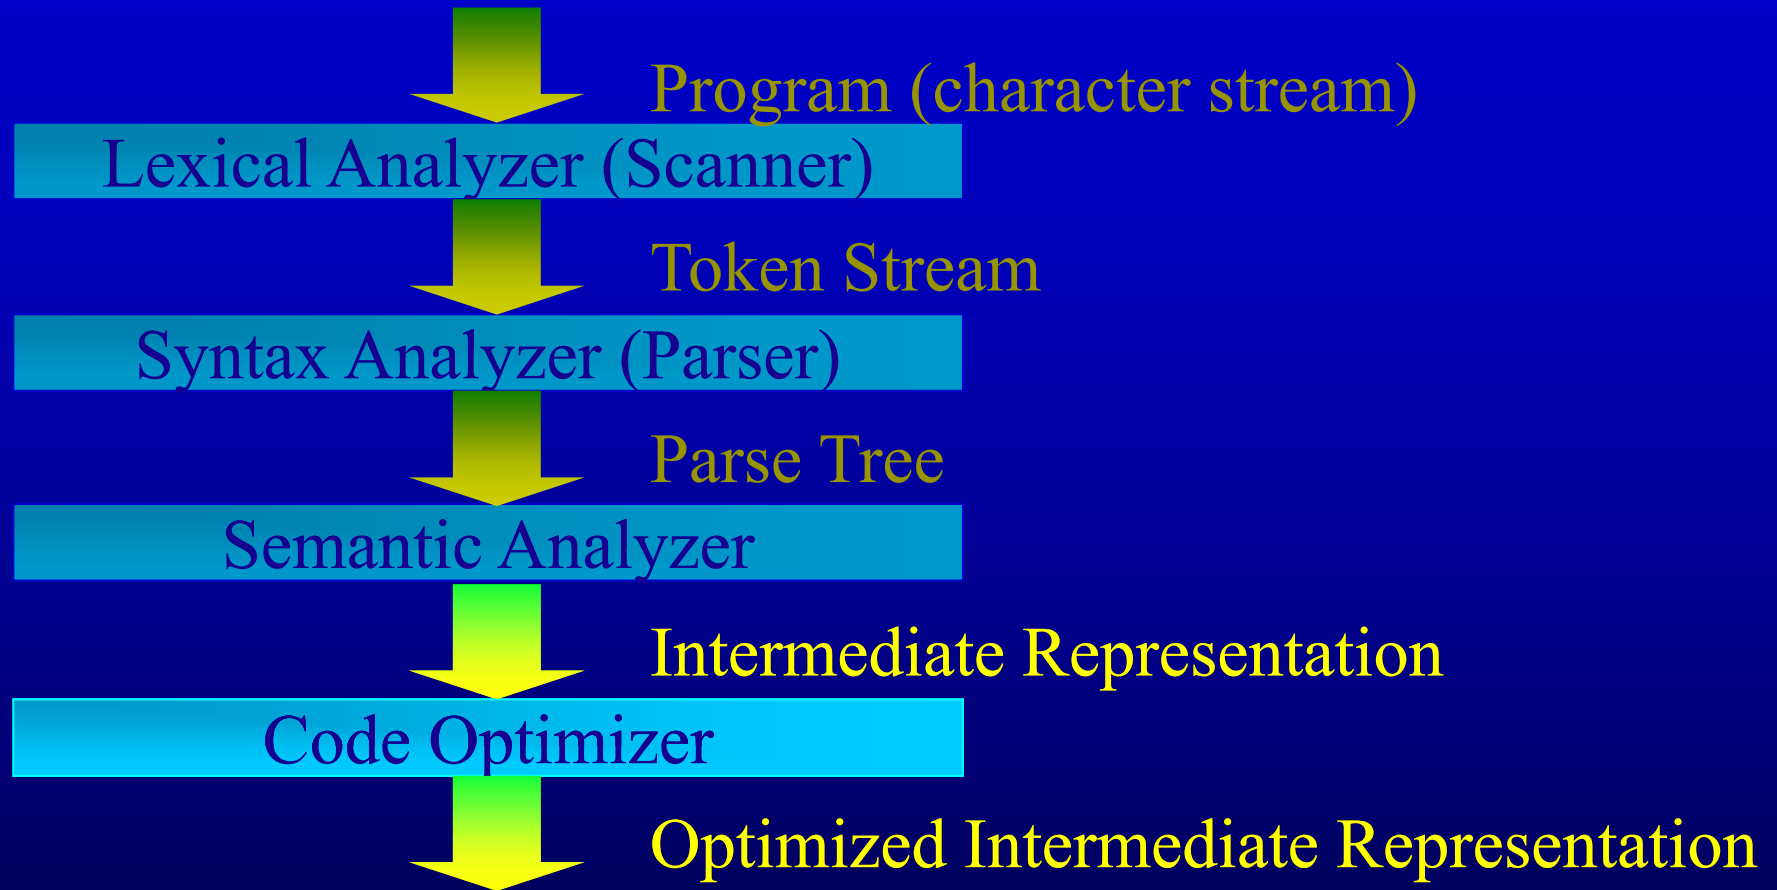 Program (character stream)
Lexical Analyzer (Scanner)
Token Stream
Syntax Analyzer (Parser)
Parse Tree
Semantic Analyzer
Intermediate Representation
Code Optimizer
Optimized Intermediate Representation